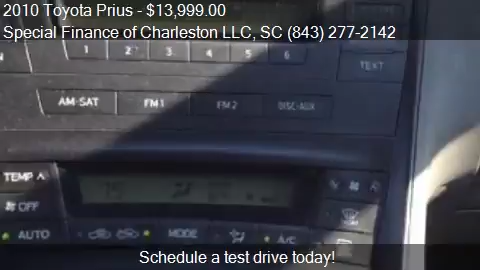 2010 Toyota Prius - $13,999.00
Special Finance of Charleston LLC, SC (843) 277-2142
1 2 3 4 5 6
TEXT
AM·SAT FM1 FM2 DISC·AUX
TEMP
75
OFF
AUTO MODE A/C
Schedule a test drive today!